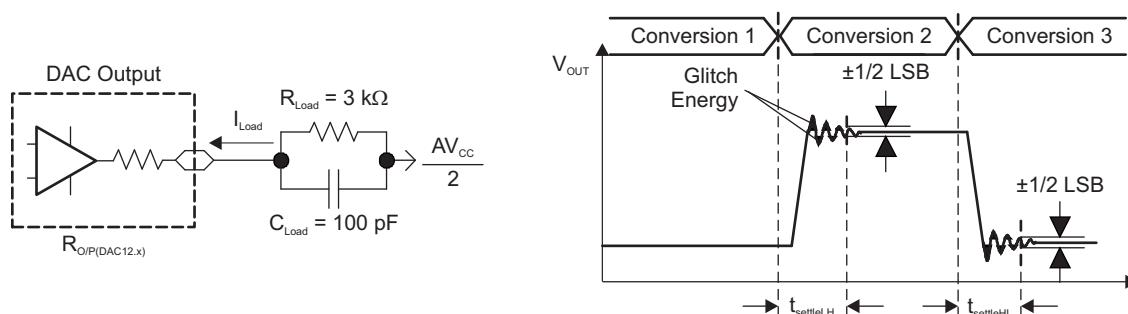 DAC Output
R_O/P(DAC12.x)
I_Load
R_Load = 3 kΩ
C_Load = 100 pF
AV_CC
2
Conversion 1
Conversion 2
Conversion 3
V_OUT
Glitch
Energy
±1/2 LSB
±1/2 LSB
t_settleLH
t_settleHL